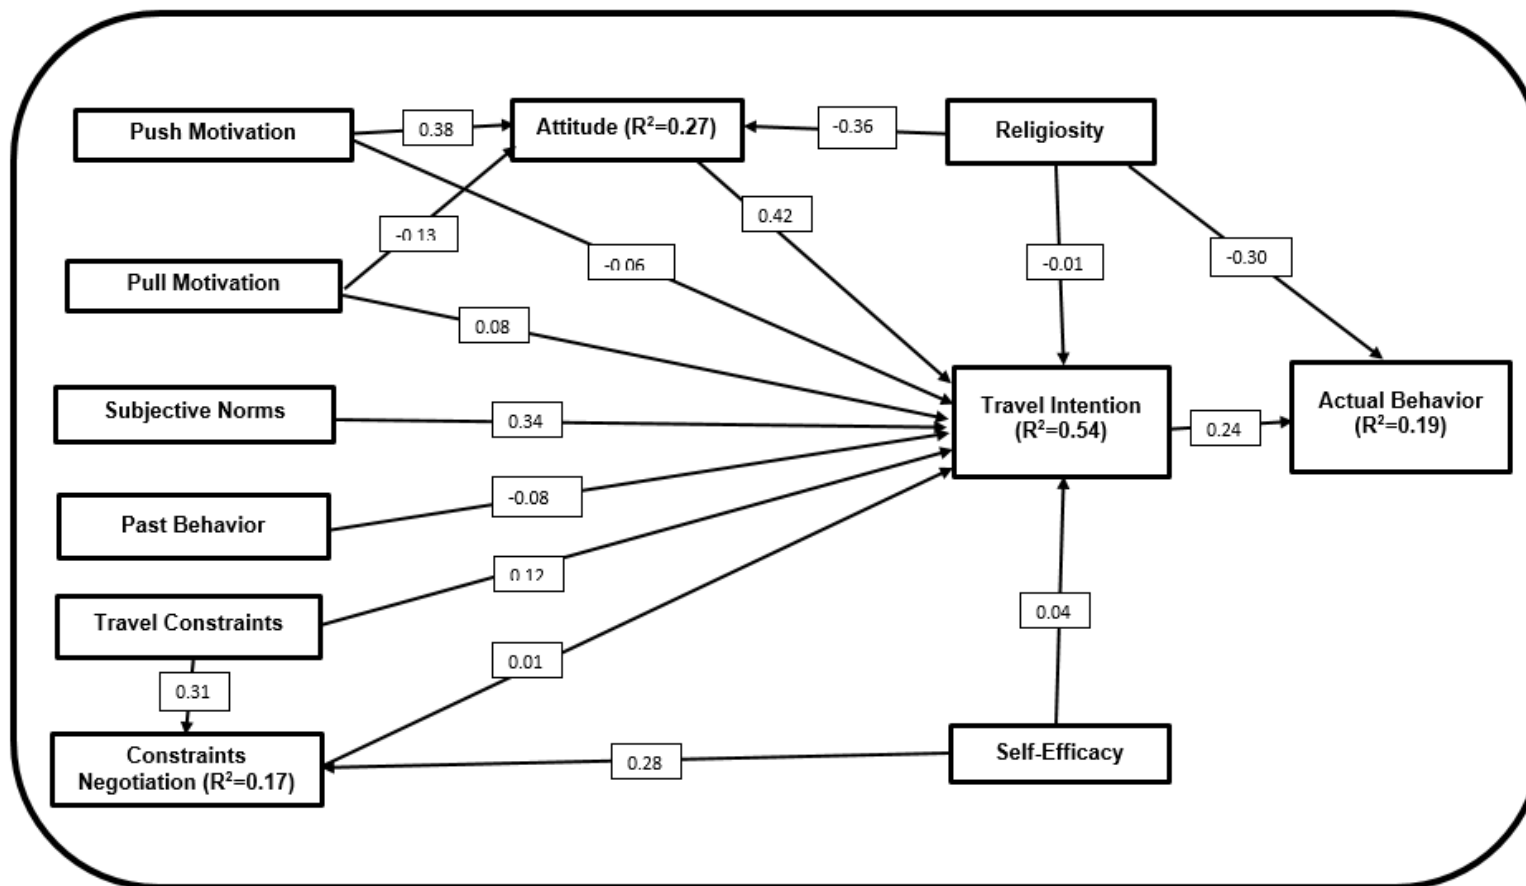 Push Motivation
0.38
Attitude (R²=0.27)
-0.36
Religiosity
-0.13
0.42
-0.06
-0.01
-0.30
Pull Motivation
0.08
Subjective Norms
0.34
Travel Intention
(R²=0.54)
0.24
Actual Behavior
(R²=0.19)
Past Behavior
-0.08
0.12
Travel Constraints
0.04
0.01
0.31
Constraints
Negotiation (R²=0.17)
0.28
Self-Efficacy